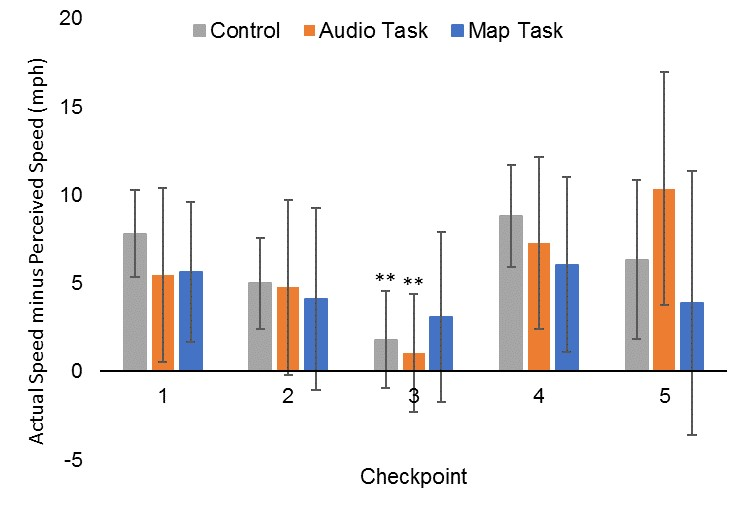 20
Control Audio Task Map Task
15
10
5
0
-5
Actual Speed minus Perceived Speed (mph)
** **
1 2 3 4 5
Checkpoint